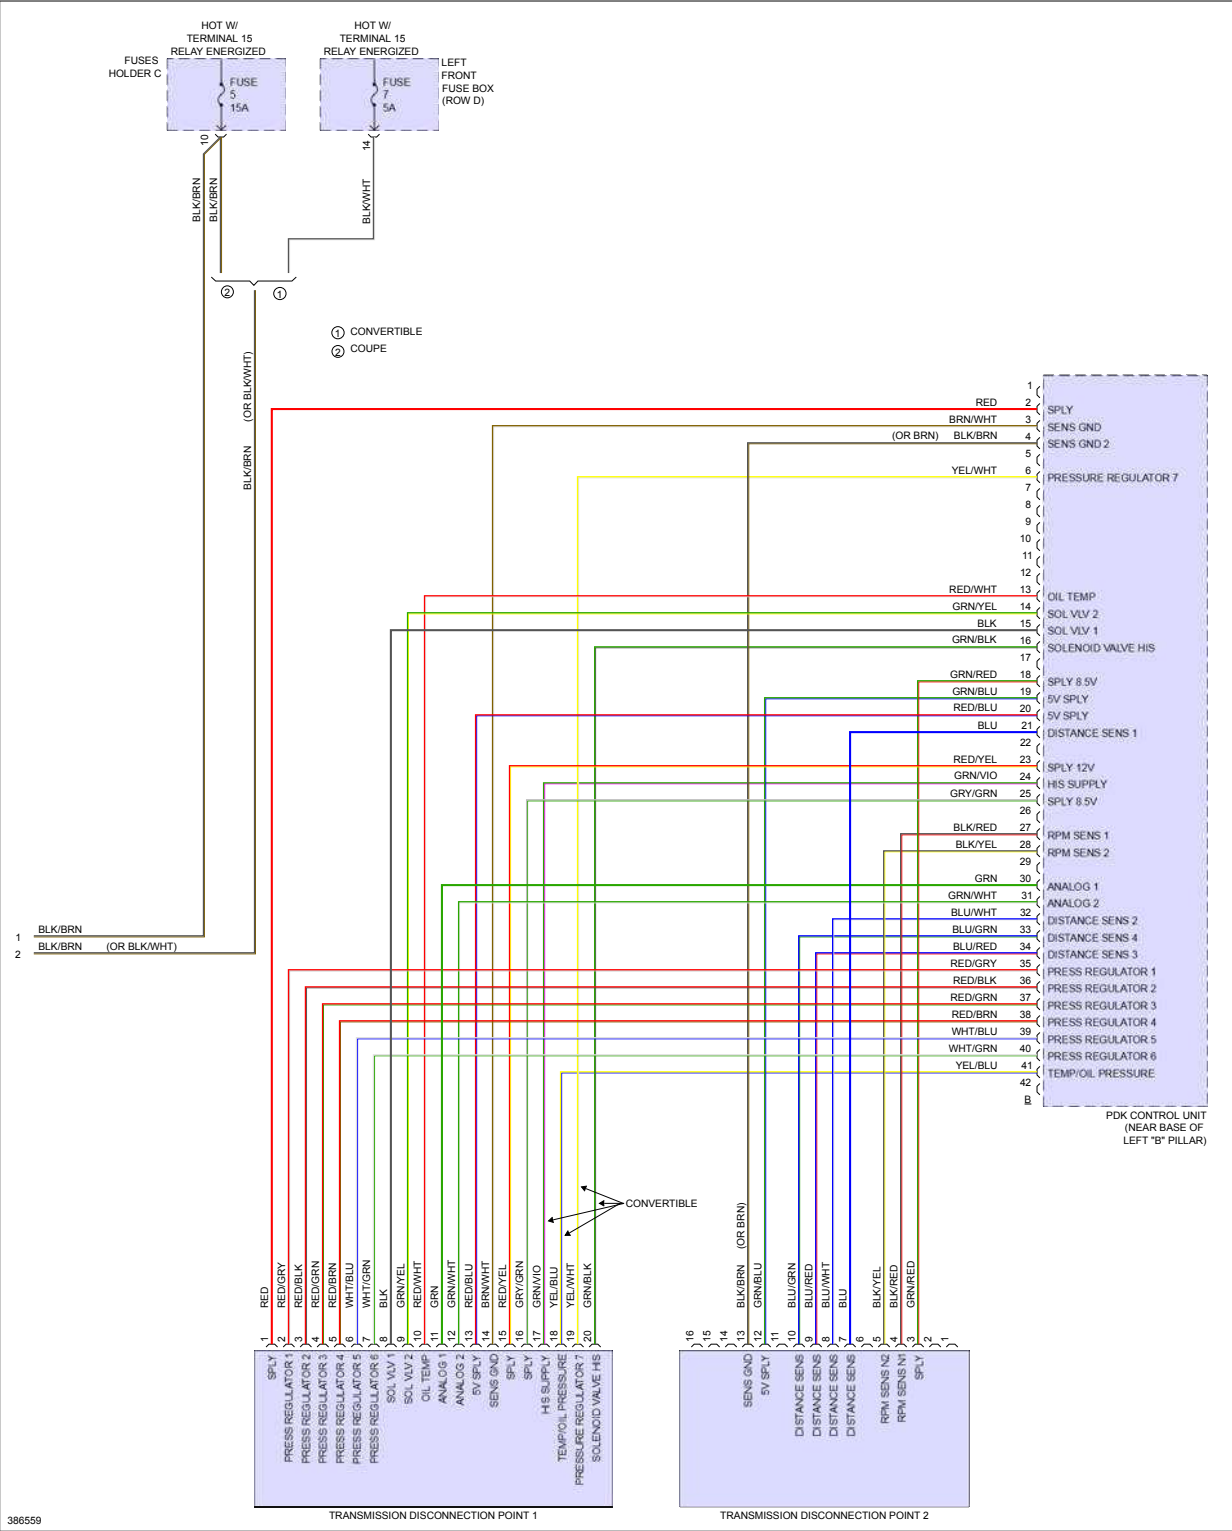 HOT W/
TERMINAL 15
RELAY ENERGIZED
HOT W/
TERMINAL 15
RELAY ENERGIZED
FUSES
HOLDER C
FUSE
5
15A
FUSE
7
5A
LEFT
FRONT
FUSE BOX
(ROW D)
10
14
BLK/BRN
BLK/BRN
BLK/WHT
2
1
1 CONVERTIBLE
2 COUPE
(OR BLK/WHT)
BLK/BRN
1
RED 2 SPLY
BRN/WHT 3 SENS GND
(OR BRN) BLK/BRN 4 SENS GND 2
5
YEL/WHT 6 PRESSURE REGULATOR 7
7
8
9
10
11
12
RED/WHT 13 OIL TEMP
GRN/YEL 14 SOL VLV 2
BLK 15 SOL VLV 1
GRN/BLK 16 SOLENOID VALVE HIS
17
GRN/RED 18 SPLY 8.5V
GRN/BLU 19 5V SPLY
RED/BLU 20 5V SPLY
BLU 21 DISTANCE SENS 1
22
RED/YEL 23 SPLY 12V
GRN/VIO 24 HIS SUPPLY
GRY/GRN 25 SPLY 8.5V
26
BLK/RED 27 RPM SENS 1
BLK/YEL 28 RPM SENS 2
29
GRN 30 ANALOG 1
GRN/WHT 31 ANALOG 2
BLU/WHT 32 DISTANCE SENS 2
BLU/GRN 33 DISTANCE SENS 4
BLU/RED 34 DISTANCE SENS 3
RED/GRY 35 PRESS REGULATOR 1
RED/BLK 36 PRESS REGULATOR 2
RED/GRN 37 PRESS REGULATOR 3
RED/BRN 38 PRESS REGULATOR 4
WHT/BLU 39 PRESS REGULATOR 5
WHT/GRN 40 PRESS REGULATOR 6
YEL/BLU 41 TEMP/OIL PRESSURE
42
B
PDK CONTROL UNIT
(NEAR BASE OF
LEFT "B" PILLAR)
1 BLK/BRN
2 BLK/BRN (OR BLK/WHT)
CONVERTIBLE
RED 1 SPLY
RED/GRY 2 PRESS REGULATOR 1
RED/BLK 3 PRESS REGULATOR 2
RED/GRN 4 PRESS REGULATOR 3
RED/BRN 5 PRESS REGULATOR 4
WHT/BLU 6 PRESS REGULATOR 5
WHT/GRN 7 PRESS REGULATOR 6
BLK 8 SOL VLV 1
GRN/YEL 9 SOL VLV 2
RED/WHT 10 OIL TEMP
GRN 11 ANALOG 1
GRN/WHT 12 ANALOG 2
RED/BLU 13 5V SPLY
BRN/WHT 14 SENS GND
RED/YEL 15 SPLY
GRY/GRN 16 SPLY
GRN/VIO 17 HIS SUPPLY
YEL/BLU 18 TEMP/OIL PRESSURE
YEL/WHT 19 PRESSURE REGULATOR 7
GRN/BLK 20 SOLENOID VALVE HIS
TRANSMISSION DISCONNECTION POINT 1
16
15
14
(OR BRN)
BLK/BRN 13 SENS GND
GRN/BLU 12 5V SPLY
11
BLU/GRN 10 DISTANCE SENS
BLU/RED 9 DISTANCE SENS
BLU/WHT 8 DISTANCE SENS
BLU 7 DISTANCE SENS
6
BLK/YEL 5 RPM SENS N2
BLK/RED 4 RPM SENS N1
GRN/RED 3 SPLY
2
1
TRANSMISSION DISCONNECTION POINT 2
386559